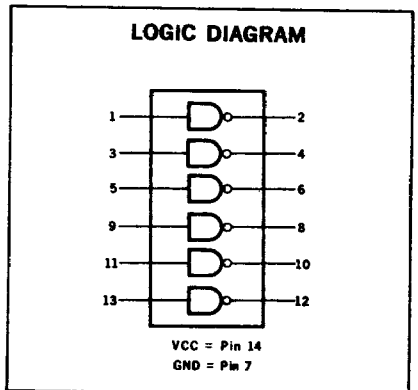 LOGIC DIAGRAM
1 2
3 4
5 6
9 8
11 10
13 12
VCC = Pin 14
GND = Pin 7